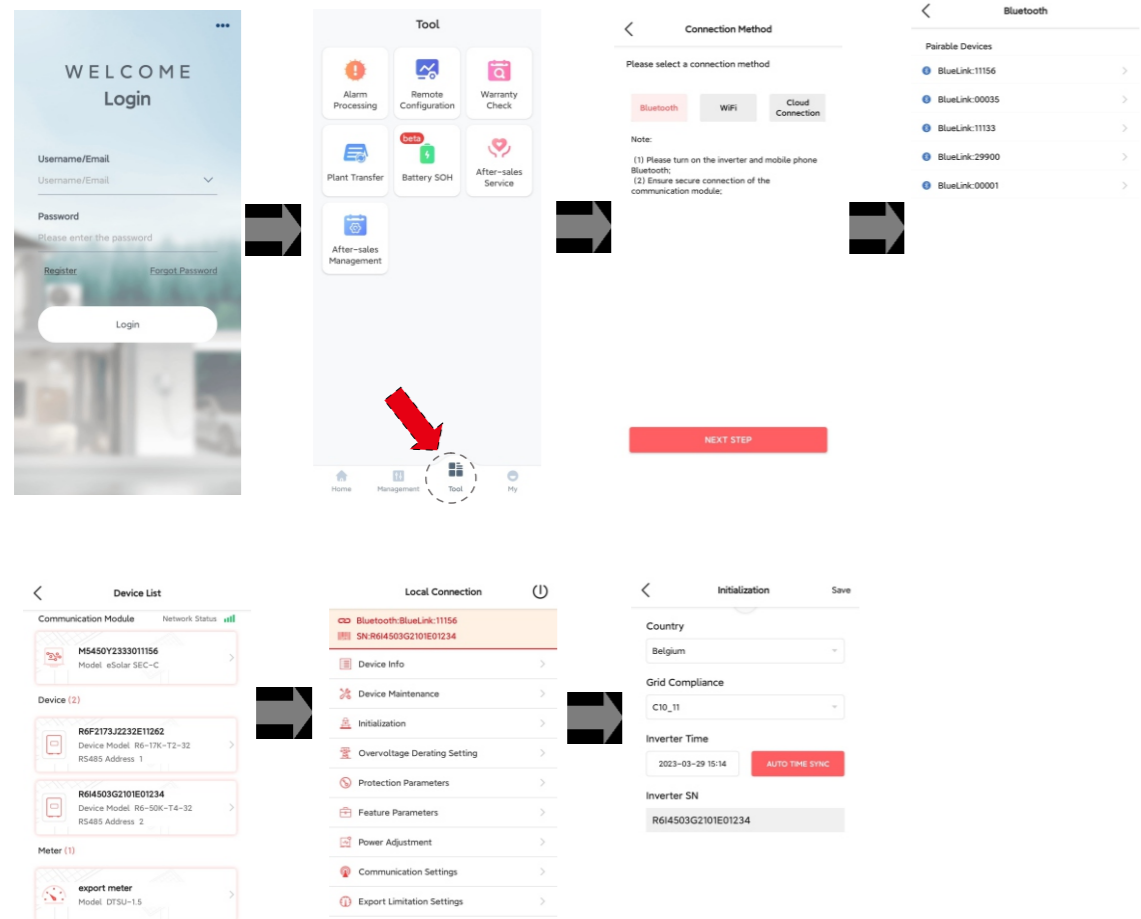 •••
WELCOME
Login
Username/Email
Username/Email
Password
Please enter the password
Register Forgot Password
Login
Tool
Alarm
Processing
Remote
Configuration
Warranty
Check
Plant Transfer
beta
Battery SOH
After-sales
Service
After-sales
Management
Home Management Tool My
Connection Method
Please select a connection method
Bluetooth
WiFi
Cloud
Connection
Note:
(1) Please turn on the inverter and mobile phone
Bluetooth;
(2) Ensure secure connection of the
communication module;
NEXT STEP
Bluetooth
Pairable Devices
BlueLink:11156
BlueLink:00035
BlueLink:11133
BlueLink:29900
BlueLink:00001
Device List
Communication Module Network Status
M5450Y2333011156
Model eSolar SEC-C
Device (2)
R6F2173J2232E11262
Device Model R6-17K-T2-32
RS485 Address 1
R6I4503G2101E01234
Device Model R6-50K-T4-32
RS485 Address 2
Meter (1)
export meter
Model DTSU-1.5
Local Connection
Bluetooth:BlueLink:11156
SN:R6I4503G2101E01234
Device Info
Device Maintenance
Initialization
Overvoltage Derating Setting
Protection Parameters
Feature Parameters
Power Adjustment
Communication Settings
Export Limitation Settings
Initialization Save
Country
Belgium
Grid Compliance
C10_11
Inverter Time
2023-03-29 15:14 AUTO TIME SYNC
Inverter SN
R6I4503G2101E01234